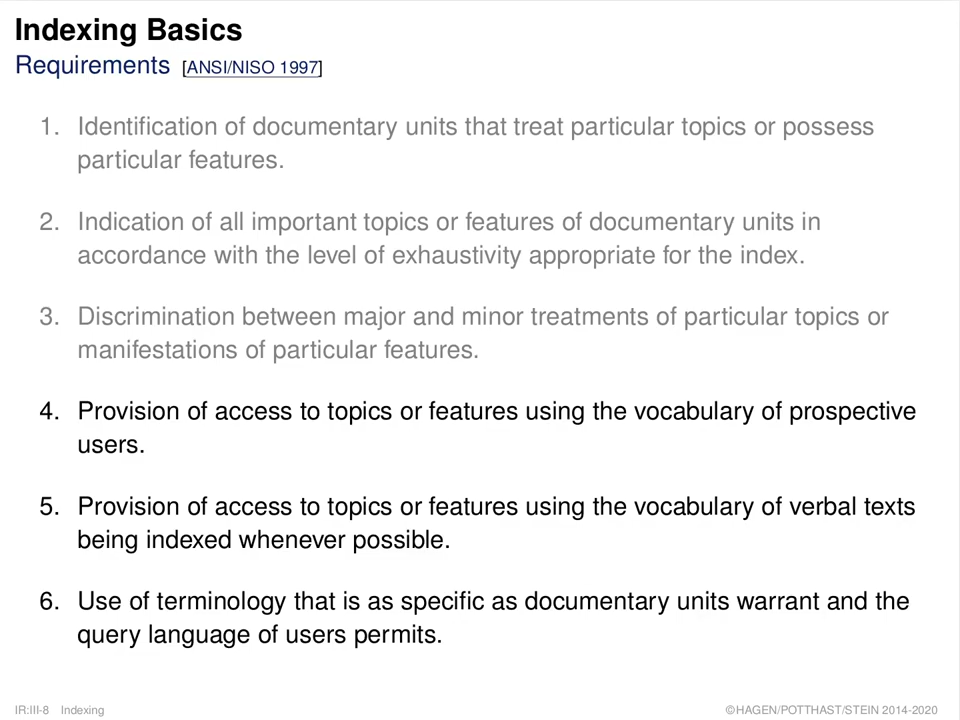 Indexing Basics
Requirements [ANSI/NISO 1997]
1. Identification of documentary units that treat particular topics or possess
particular features.
2. Indication of all important topics or features of documentary units in
accordance with the level of exhaustivity appropriate for the index.
3. Discrimination between major and minor treatments of particular topics or
manifestations of particular features.
4. Provision of access to topics or features using the vocabulary of prospective
users.
5. Provision of access to topics or features using the vocabulary of verbal texts
being indexed whenever possible.
6. Use of terminology that is as specific as documentary units warrant and the
query language of users permits.
IR:III-8 Indexing ©HAGEN/POTTHAST/STEIN 2014-2020